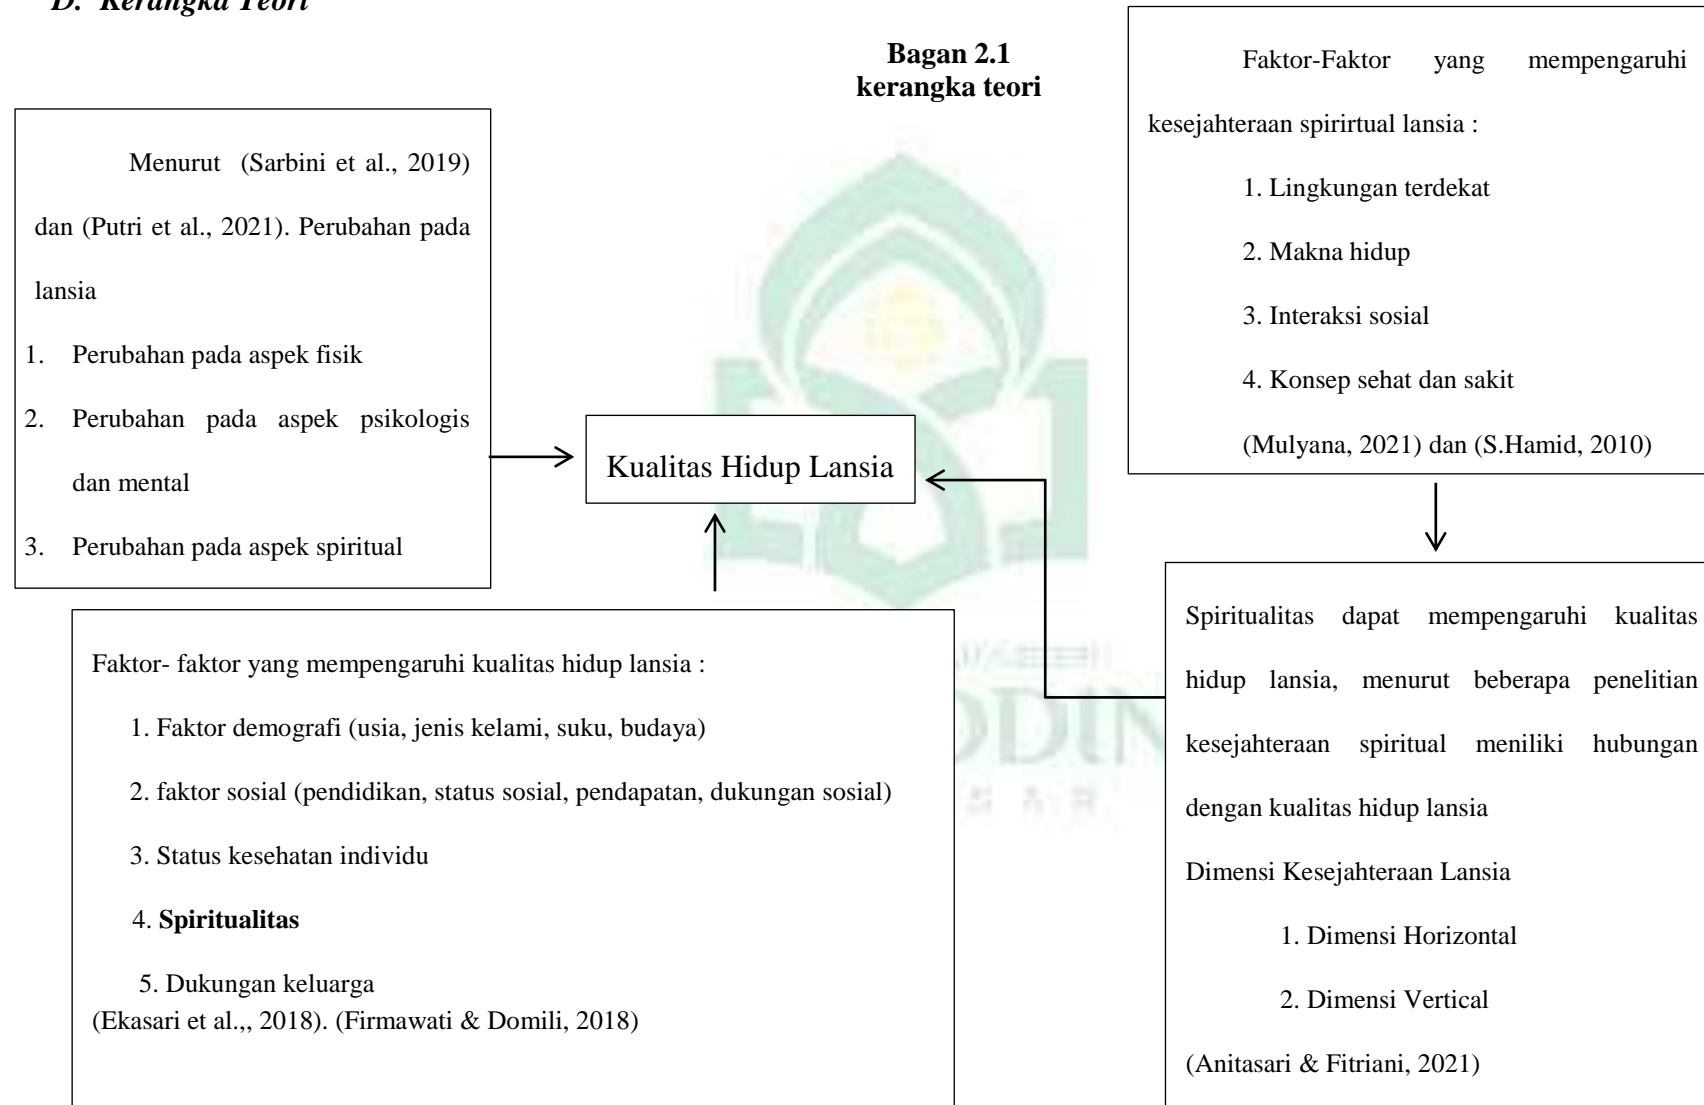 D. Kerangka Teori
Bagan 2.1
kerangka teori
Menurut (Sarbini et al., 2019)
dan (Putri et al., 2021). Perubahan pada
lansia
1. Perubahan pada aspek fisik
2. Perubahan pada aspek psikologis
dan mental
3. Perubahan pada aspek spiritual
Kualitas Hidup Lansia
Faktor-Faktor yang mempengaruhi
kesejahteraan spirirtual lansia :
1. Lingkungan terdekat
2. Makna hidup
3. Interaksi sosial
4. Konsep sehat dan sakit
(Mulyana, 2021) dan (S.Hamid, 2010)
Faktor- faktor yang mempengaruhi kualitas hidup lansia :
1. Faktor demografi (usia, jenis kelami, suku, budaya)
2. faktor sosial (pendidikan, status sosial, pendapatan, dukungan sosial)
3. Status kesehatan individu
4. Spiritualitas
5. Dukungan keluarga
(Ekasari et al.,, 2018). (Firmawati & Domili, 2018)
Spiritualitas dapat mempengaruhi kualitas
hidup lansia, menurut beberapa penelitian
kesejahteraan spiritual meniliki hubungan
dengan kualitas hidup lansia
Dimensi Kesejahteraan Lansia
1. Dimensi Horizontal
2. Dimensi Vertical
(Anitasari & Fitriani, 2021)